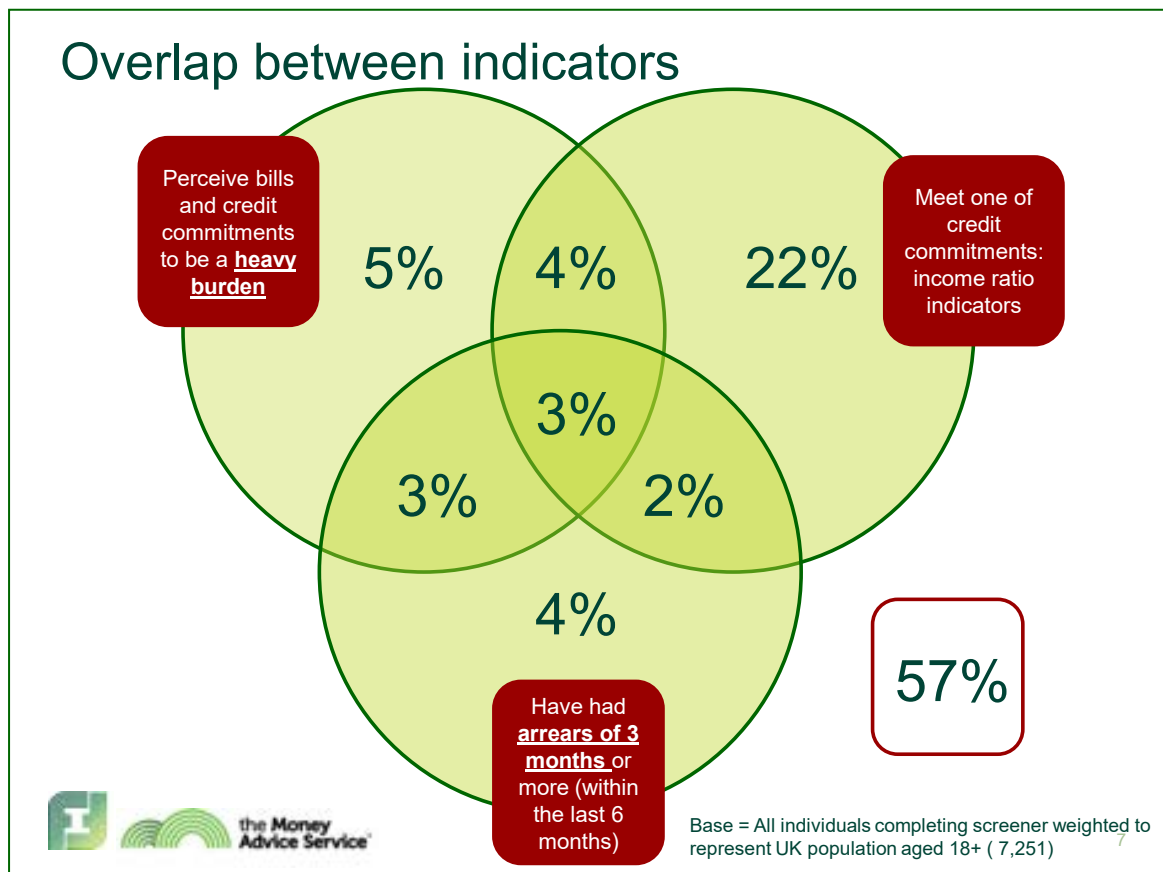 Overlap between indicators
Perceive bills
and credit
commitments
to be a heavy
burden
5%
4%
22%
Meet one of
credit
commitments:
income ratio
indicators
3%
3%
2%
4%
57%
Have had
arrears of 3
months or
more (within
the last 6
months)
the Money
Advice Service
Base = All individuals completing screener weighted to
represent UK population aged 18+ ( 7,251)
7